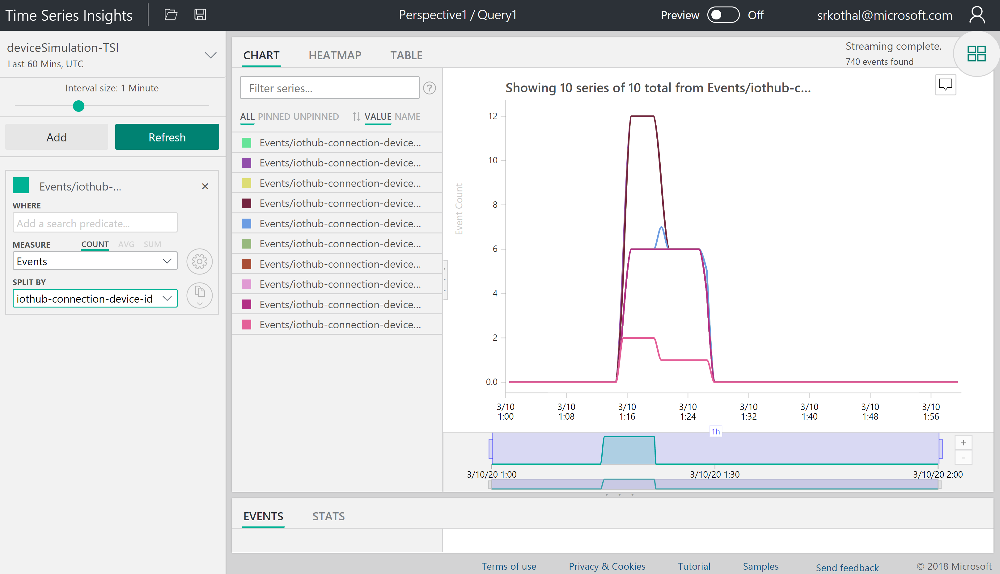 Time Series Insights
Perspective1 / Query1
Preview Off
srkothal@microsoft.com
deviceSimulation-TSI
Last 60 Mins, UTC
Interval size: 1 Minute
Add Refresh
Events/iothub-...
WHERE
Add a search predicate...
MEASURE COUNT AVG SUM
Events
SPLIT BY
iothub-connection-device-id
CHART HEATMAP TABLE
Streaming complete.
740 events found
Filter series... ?
ALL PINNED UNPINNED VALUE NAME
Events/iothub-connection-device...
Events/iothub-connection-device...
Events/iothub-connection-device...
Events/iothub-connection-device...
Events/iothub-connection-device...
Events/iothub-connection-device...
Events/iothub-connection-device...
Events/iothub-connection-device...
Events/iothub-connection-device...
Events/iothub-connection-device...
Showing 10 series of 10 total from Events/iothub-c...
Event Count
12
10
8
6
4
2
0.0
3/10 3/10 3/10 3/10 3/10 3/10 3/10 3/10
1:00 1:08 1:16 1:24 1:32 1:40 1:48 1:56
1h
+
-
3/10/20 1:00 3/10/20 1:30 3/10/20 2:00
EVENTS STATS
Terms of use Privacy & Cookies Tutorial Samples Send feedback © 2018 Microsoft